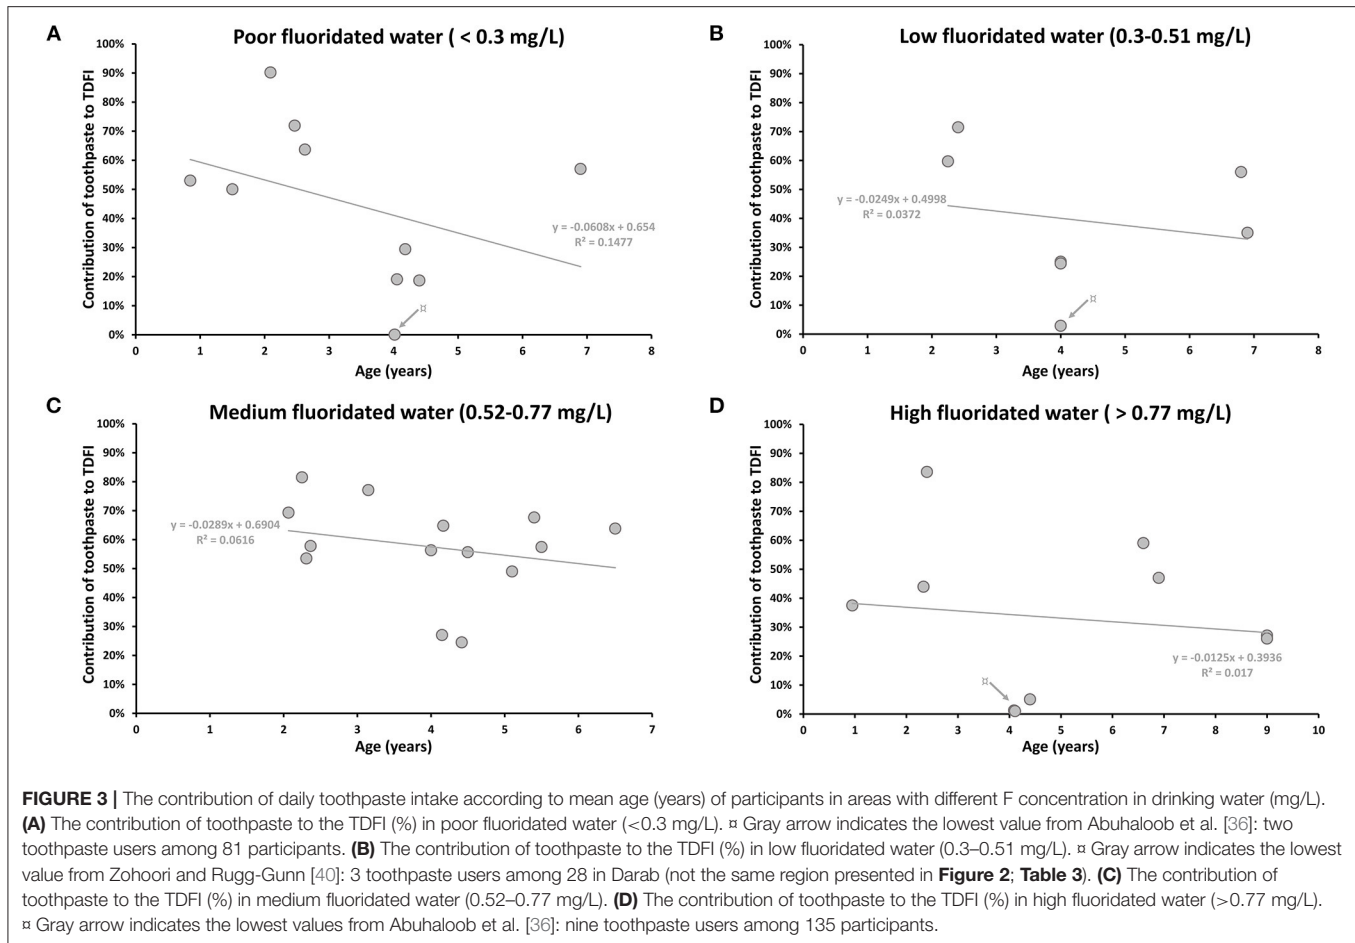 A
Poor fluoridated water ( < 0.3 mg/L)
Contribution of toothpaste to TDFI
100%
90%
80%
70%
60%
50%
40%
30%
20%
10%
0%
y = -0.0608x + 0.654
R² = 0.1477
¤
0 1 2 3 4 5 6 7 8
Age (years)
B
Low fluoridated water (0.3-0.51 mg/L)
Contribution of toothpaste to TDFI
100%
90%
80%
70%
60%
50%
40%
30%
20%
10%
0%
y = -0.0249x + 0.4998
R² = 0.0372
¤
0 1 2 3 4 5 6 7 8
Age (years)
C
Medium fluoridated water (0.52-0.77 mg/L)
Contribution of toothpaste to TDFI
100%
90%
80%
70%
60%
50%
40%
30%
20%
10%
0%
y = -0.0289x + 0.6904
R² = 0.0616
0 1 2 3 4 5 6 7
Age (years)
D
High fluoridated water ( > 0.77 mg/L)
Contribution of toothpaste to TDFI
100%
90%
80%
70%
60%
50%
40%
30%
20%
10%
0%
y = -0.0125x + 0.3936
R² = 0.017
¤
0 1 2 3 4 5 6 7 8 9 10
Age (years)
FIGURE 3 | The contribution of daily toothpaste intake according to mean age (years) of participants in areas with different F concentration in drinking water (mg/L).
(A) The contribution of toothpaste to the TDFI (%) in poor fluoridated water (<0.3 mg/L). ¤ Gray arrow indicates the lowest value from Abuhaloob et al. [36]: two
toothpaste users among 81 participants. (B) The contribution of toothpaste to the TDFI (%) in low fluoridated water (0.3–0.51 mg/L). ¤ Gray arrow indicates the lowest
value from Zohoori and Rugg-Gunn [40]: 3 toothpaste users among 28 in Darab (not the same region presented in Figure 2; Table 3). (C) The contribution of
toothpaste to the TDFI (%) in medium fluoridated water (0.52–0.77 mg/L). (D) The contribution of toothpaste to the TDFI (%) in high fluoridated water (>0.77 mg/L).
¤ Gray arrow indicates the lowest values from Abuhaloob et al. [36]: nine toothpaste users among 135 participants.